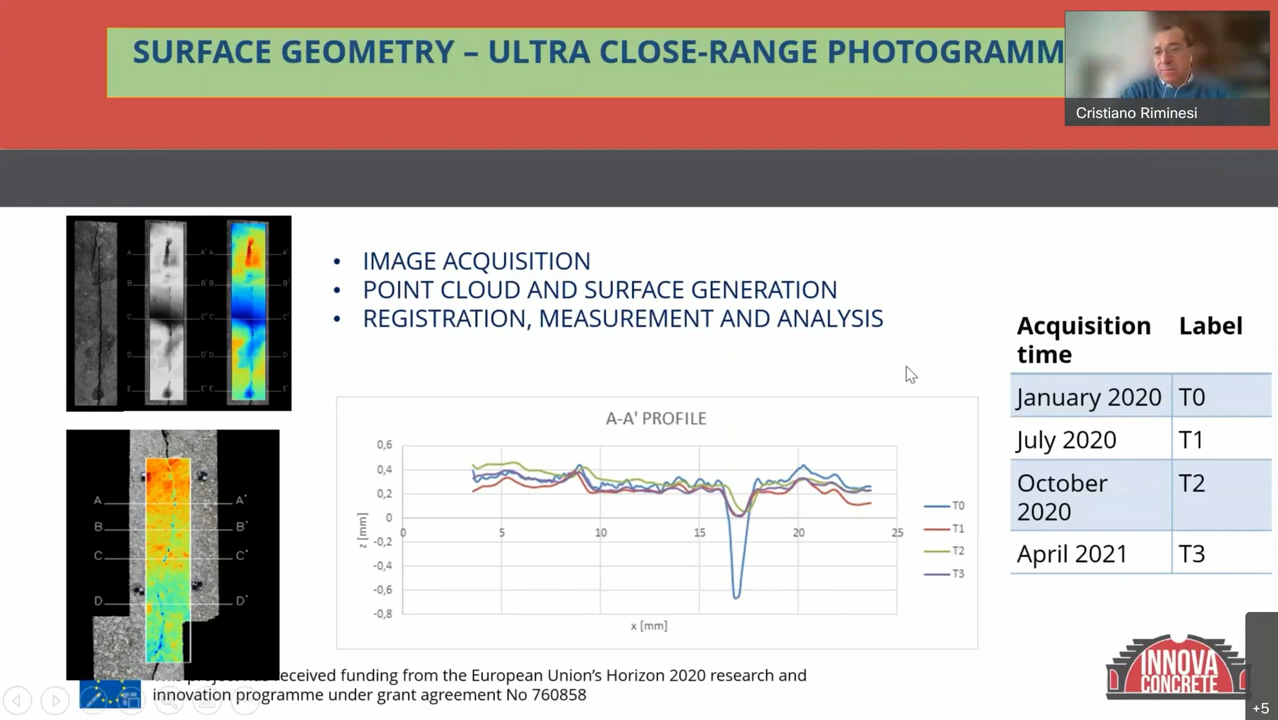 SURFACE GEOMETRY – ULTRA CLOSE-RANGE PHOTOGRAMM
Cristiano Riminesi
A A'
B B'
C C'
D D'
E E'
• IMAGE ACQUISITION
• POINT CLOUD AND SURFACE GENERATION
• REGISTRATION, MEASUREMENT AND ANALYSIS
Acquisition time Label
January 2020 T0
July 2020 T1
October 2020 T2
April 2021 T3
A-A' PROFILE
0,6
0,4
0,2
0
-0,2
-0,4
-0,6
-0,8
0 5 10 15 20 25
z [mm]
x [mm]
T0
T1
T2
T3
A A'
B B'
C C'
D D'
received funding from the European Union's Horizon 2020 research and
innovation programme under grant agreement No 760858
INNOVA
CONCRETE
+5